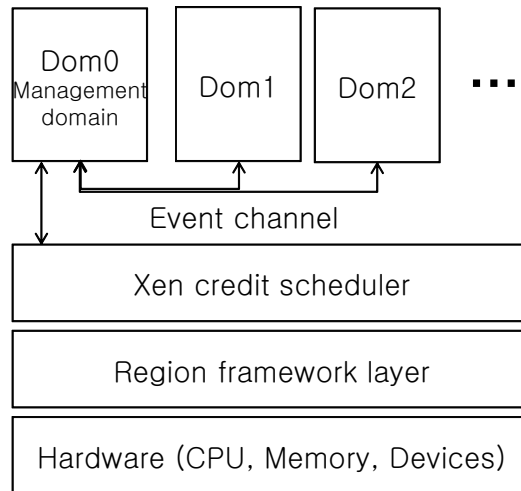 Dom0
Management
domain
Dom1
Dom2
...
Event channel
Xen credit scheduler
Region framework layer
Hardware (CPU, Memory, Devices)